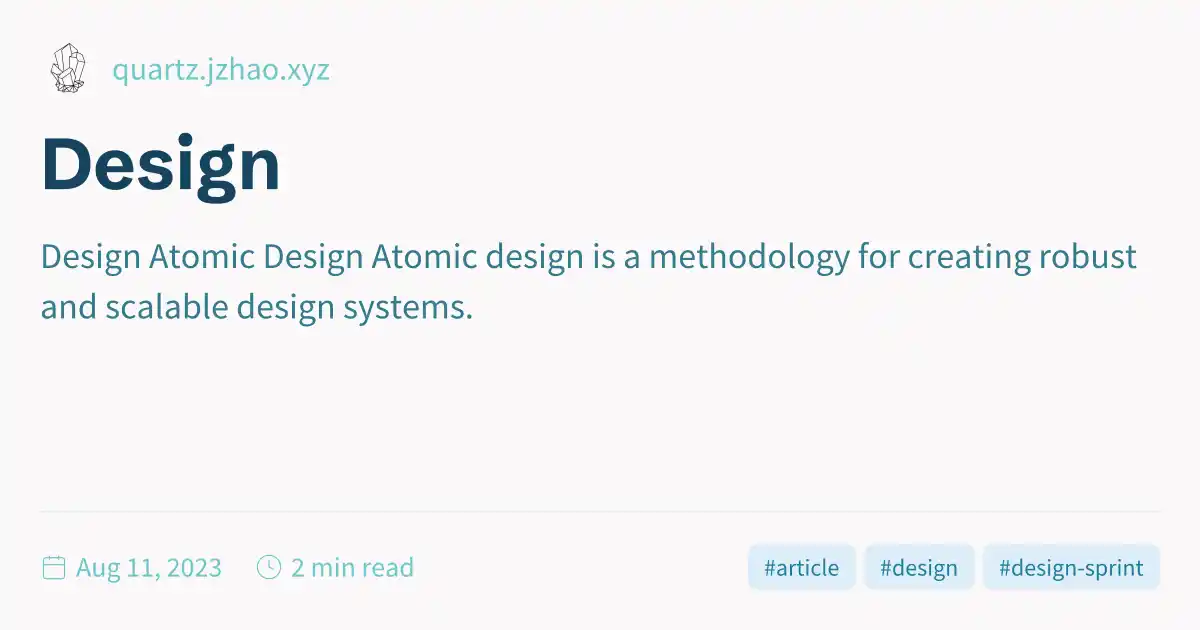 quartz.jzhao.xyz
Design
Design Atomic Design Atomic design is a methodology for creating robust
and scalable design systems.
Aug 11, 2023 2 min read #article #design #design-sprint